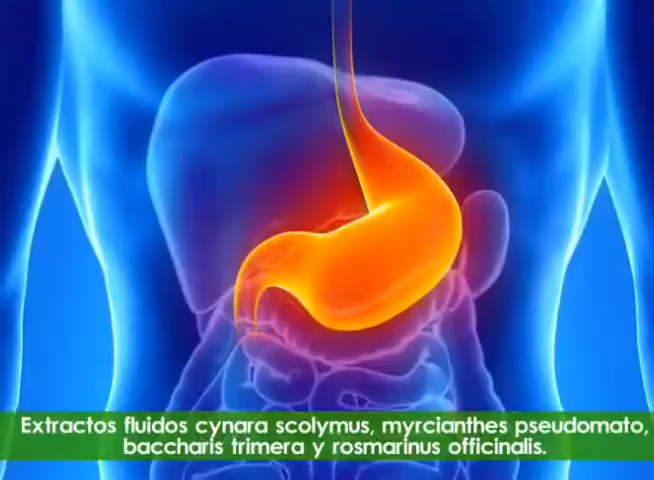 Extractos fluidos cynara scolymus, myrcianthes pseudomato,
baccharis trimera y rosmarinus officinalis.